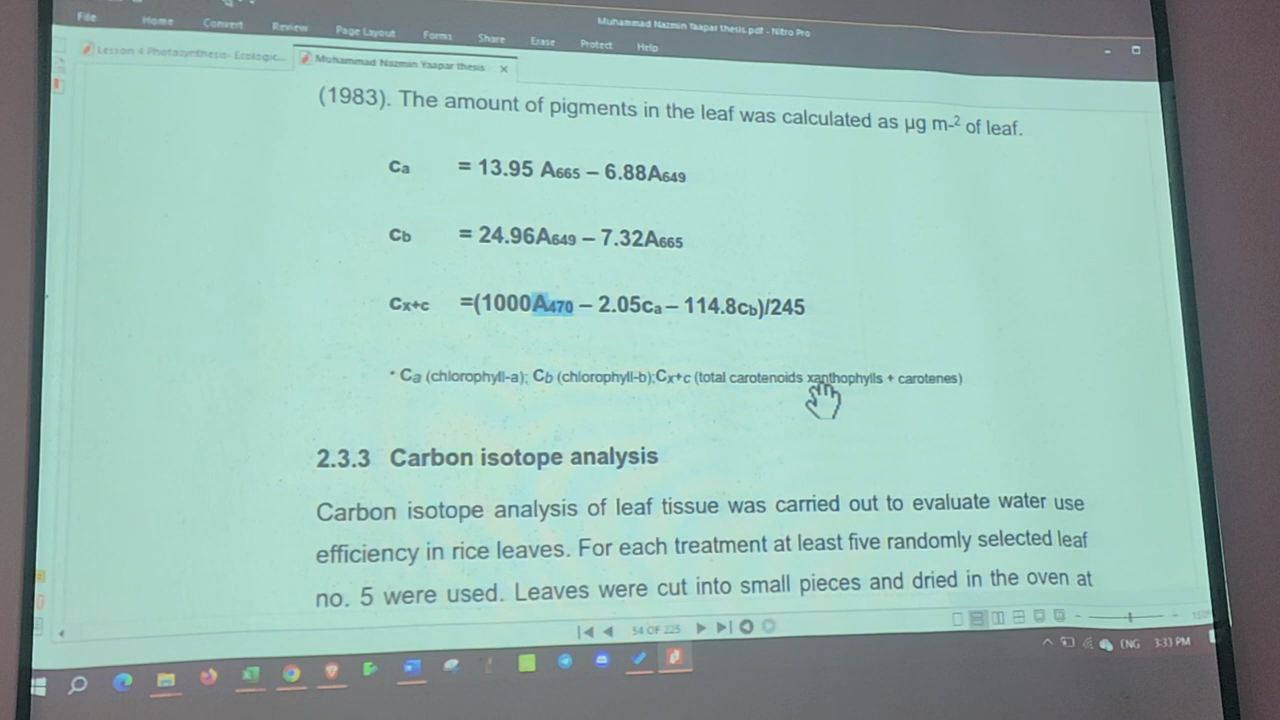 Muhammad Nazmin Yaapar thesis.pdf - Nitro Pro
File Home Convert Review Page Layout Forms Share Erase Protect Help
Lesson 4 Photosynthesis- Ecologic... Muhammad Nazmin Yaapar thesis ×
(1983). The amount of pigments in the leaf was calculated as µg m-² of leaf.
Ca = 13.95 A665 – 6.88A649
Cb = 24.96A649 – 7.32A665
Cx+c =(1000A470 – 2.05ca – 114.8cb)/245
* Ca (chlorophyll-a); Cb (chlorophyll-b);Cx+c (total carotenoids xanthophylls + carotenes)
2.3.3 Carbon isotope analysis
Carbon isotope analysis of leaf tissue was carried out to evaluate water use
efficiency in rice leaves. For each treatment at least five randomly selected leaf
no. 5 were used. Leaves were cut into small pieces and dried in the oven at
54 OF 225
ENG 3:33 PM